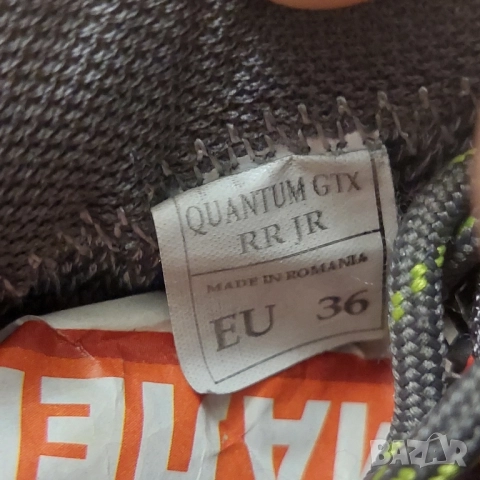 QUANTUM GTX
RR JR
MADE IN ROMANIA
EU 36
BAZAR